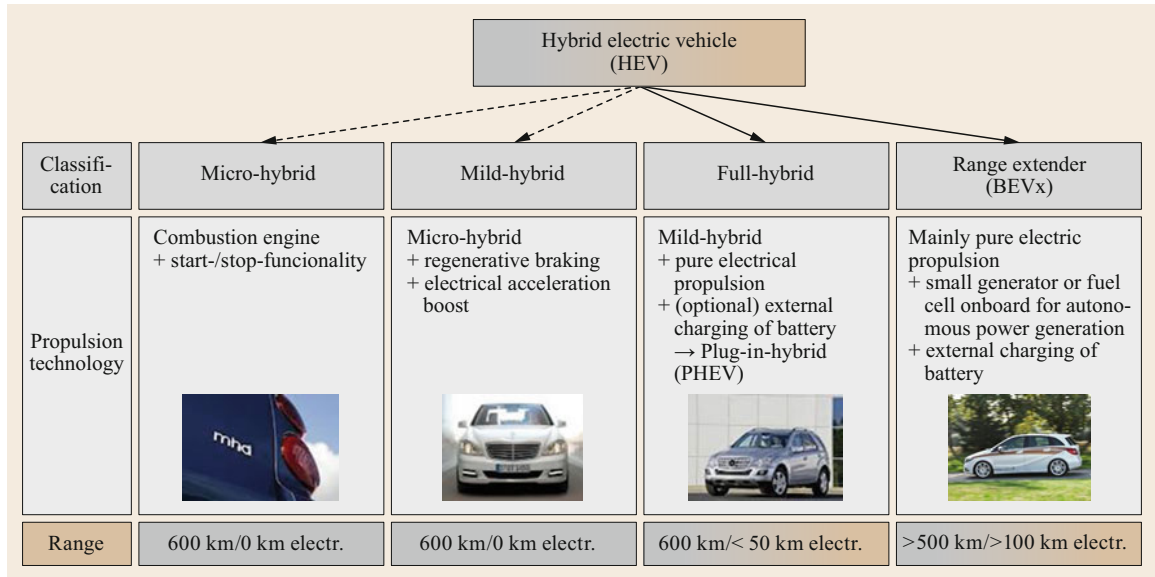 Hybrid electric vehicle
(HEV)
Classifi-
cation
Micro-hybrid
Mild-hybrid
Full-hybrid
Range extender
(BEVx)
Propulsion
technology
Combustion engine
+ start-/stop-funcionality
mhd
Micro-hybrid
+ regenerative braking
+ electrical acceleration
boost
Mild-hybrid
+ pure electrical
propulsion
+ (optional) external
charging of battery
→ Plug-in-hybrid
(PHEV)
Mainly pure electric
propulsion
+ small generator or fuel
cell onboard for autono-
mous power generation
+ external charging of
battery
Range
600 km/0 km electr.
600 km/0 km electr.
600 km/< 50 km electr.
>500 km/>100 km electr.